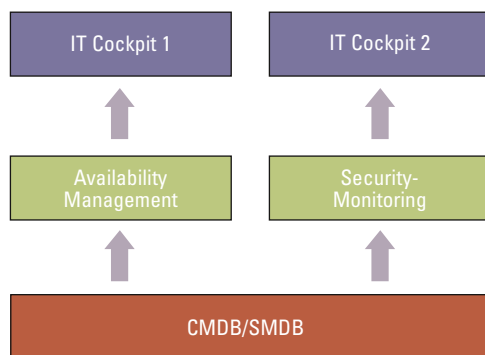 IT Cockpit 1
IT Cockpit 2
Availability
Management
Security-
Monitoring
CMDB/SMDB